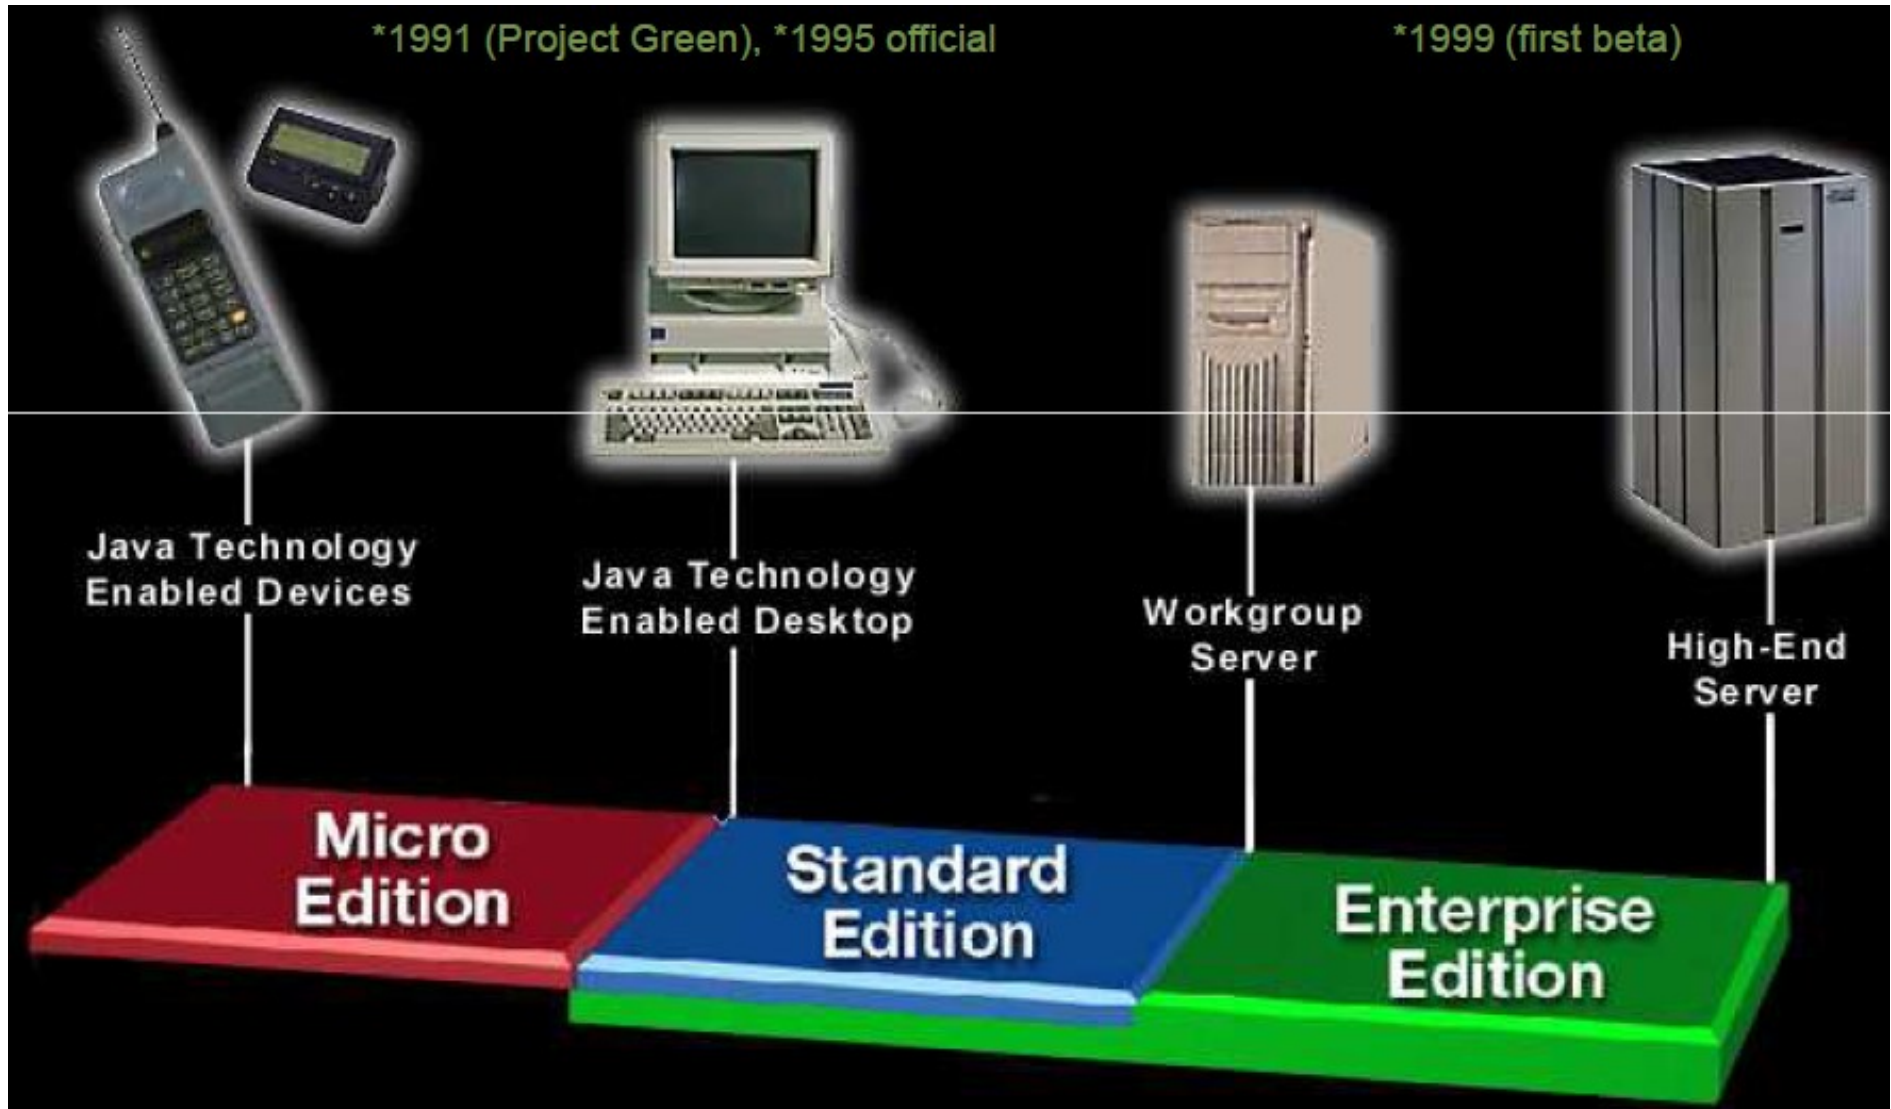 *1991 (Project Green), *1995 official
*1999 (first beta)
Java Technology
Enabled Devices
Java Technology
Enabled Desktop
Workgroup
Server
High-End
Server
Micro
Edition
Standard
Edition
Enterprise
Edition